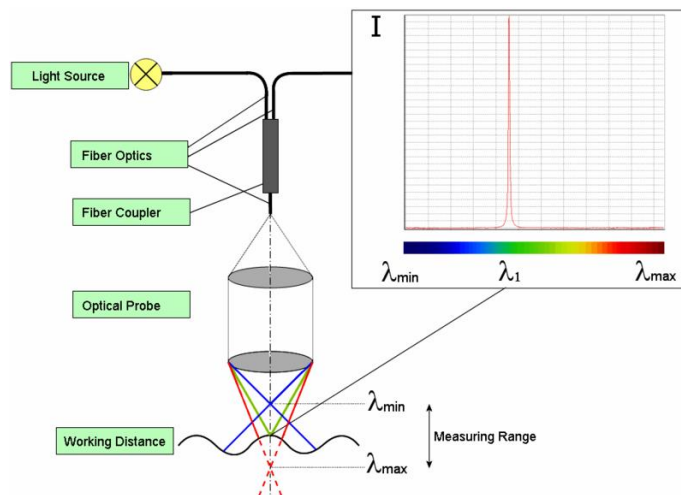 I
Light Source
Fiber Optics
Fiber Coupler
λmin
λ1
λmax
Optical Probe
λmin
Working Distance
Measuring Range
λmax